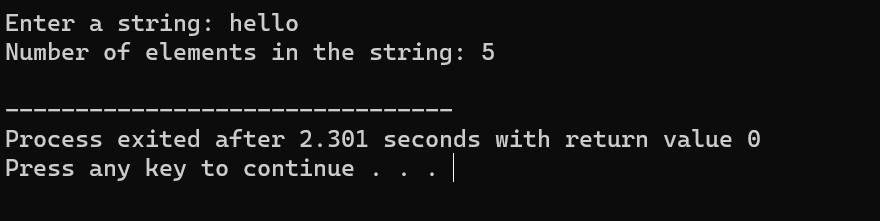 Enter a string: hello
Number of elements in the string: 5
--------------------------------
Process exited after 2.301 seconds with return value 0
Press any key to continue . . .